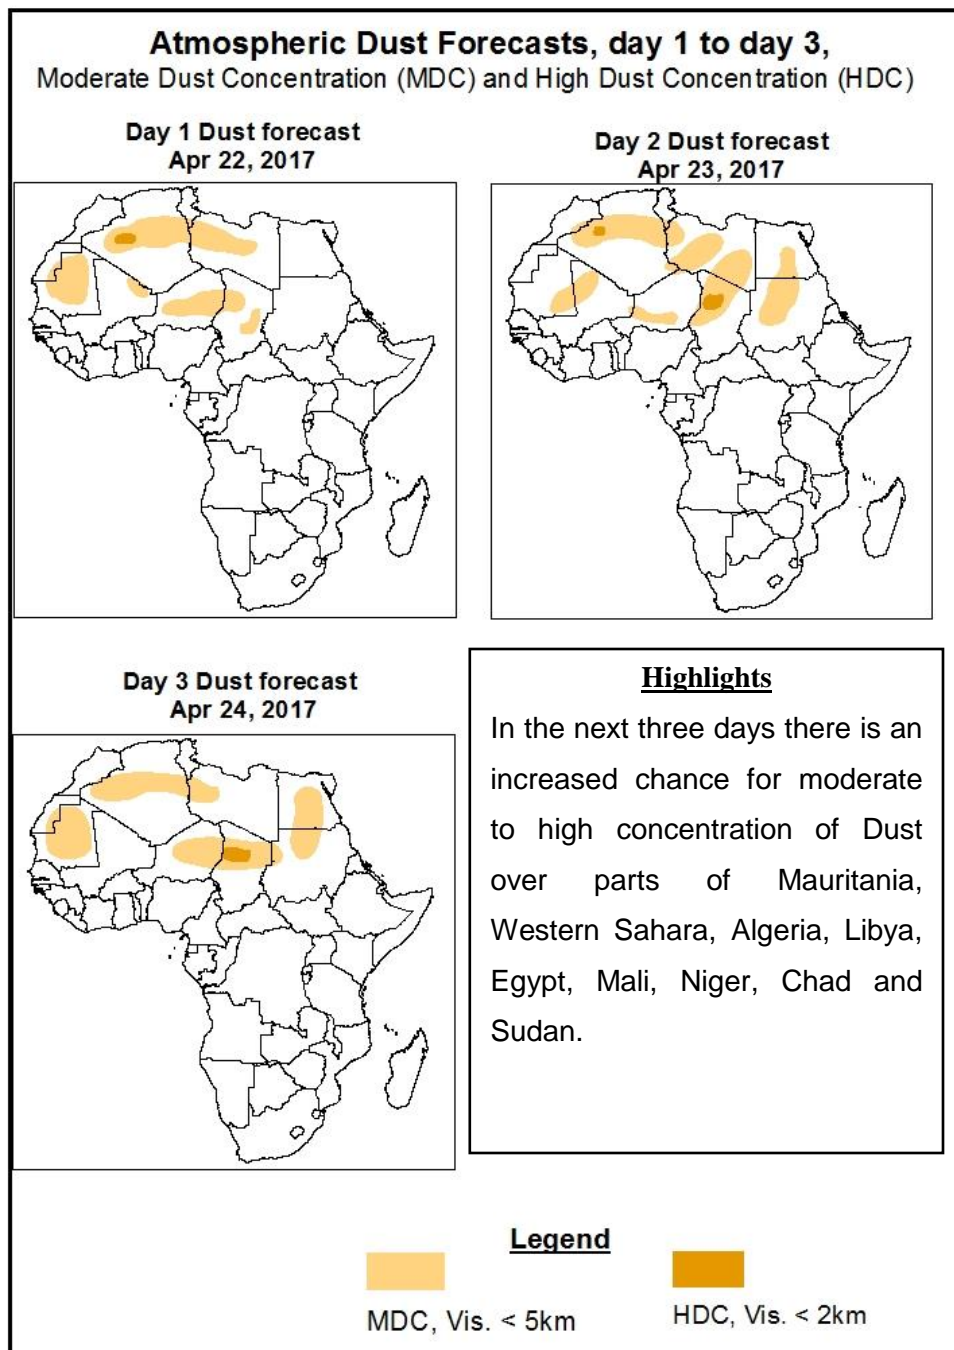 Atmospheric Dust Forecasts, day 1 to day 3,
Moderate Dust Concentration (MDC) and High Dust Concentration (HDC)
Day 1 Dust forecast
Apr 22, 2017
Day 2 Dust forecast
Apr 23, 2017
Day 3 Dust forecast
Apr 24, 2017
Highlights
In the next three days there is an
increased chance for moderate
to high concentration of Dust
over parts of Mauritania,
Western Sahara, Algeria, Libya,
Egypt, Mali, Niger, Chad and
Sudan.
Legend
MDC, Vis. < 5km
HDC, Vis. < 2km